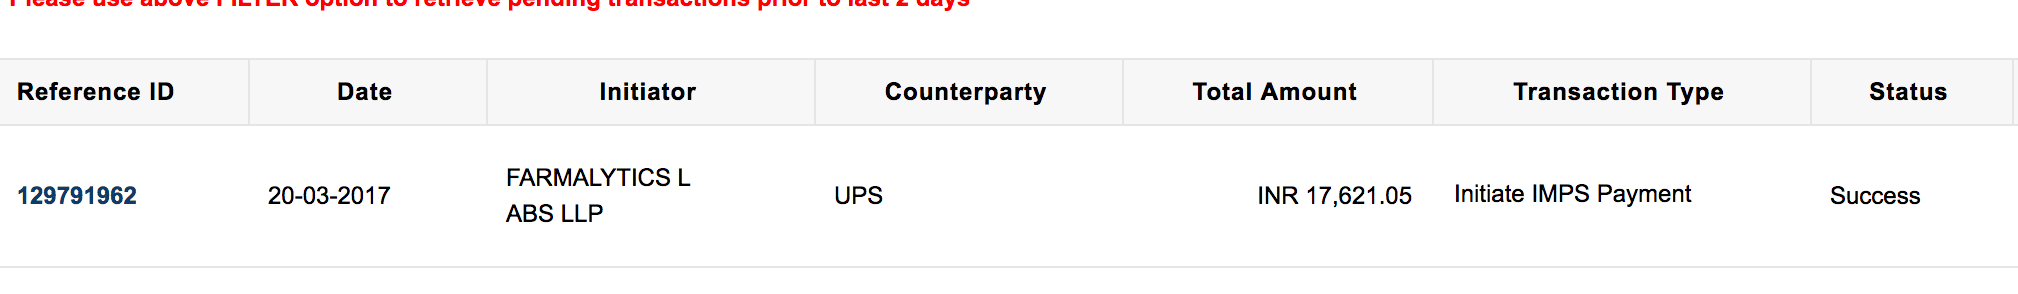 Please use above FILTER option to retrieve pending transactions prior to last 2 days
Reference ID Date Initiator Counterparty Total Amount Transaction Type Status
129791962 20-03-2017 FARMALYTICS L UPS INR 17,621.05 Initiate IMPS Payment Success
ABS LLP